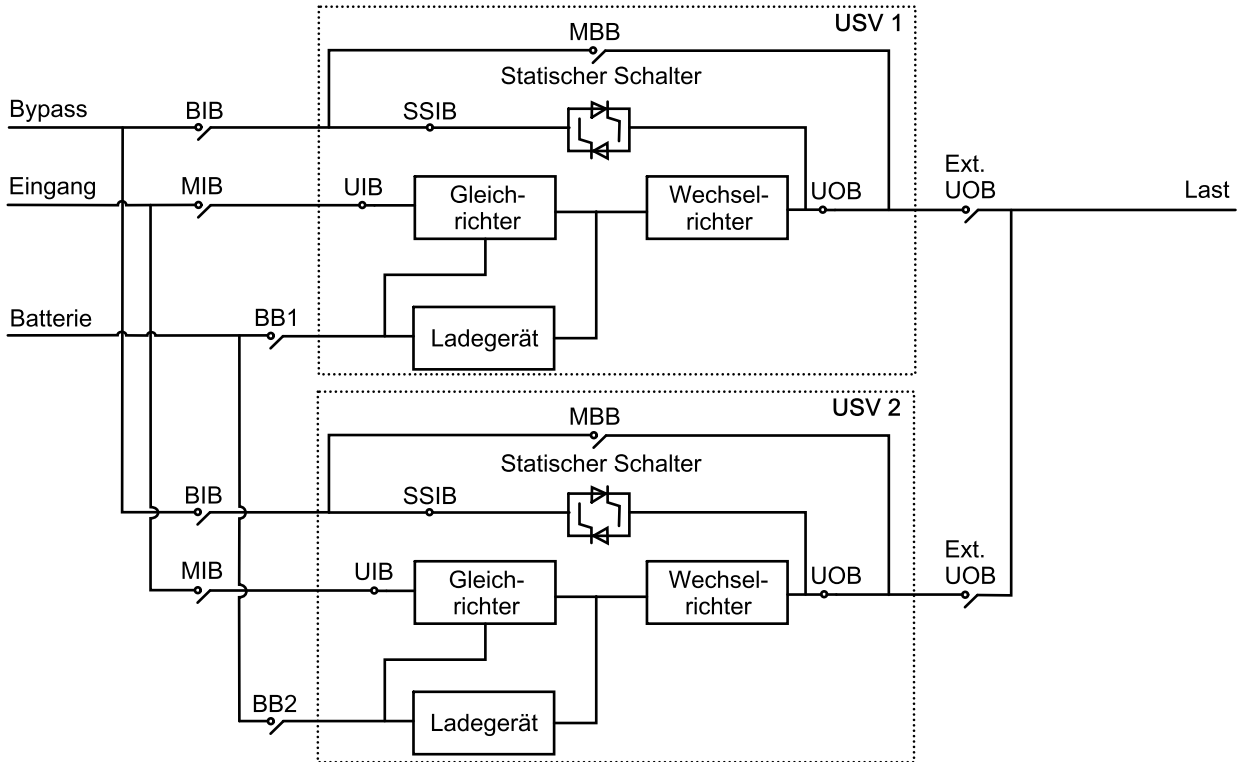 USV 1
MBB
Statischer Schalter
Bypass
BIB
SSIB
Eingang
MIB
UIB
Gleich-
richter
Wechsel-
richter
UOB
Ext.
UOB
Last
Batterie
BB1
Ladegerät
USV 2
MBB
Statischer Schalter
BIB
SSIB
MIB
UIB
Gleich-
richter
Wechsel-
richter
UOB
Ext.
UOB
BB2
Ladegerät